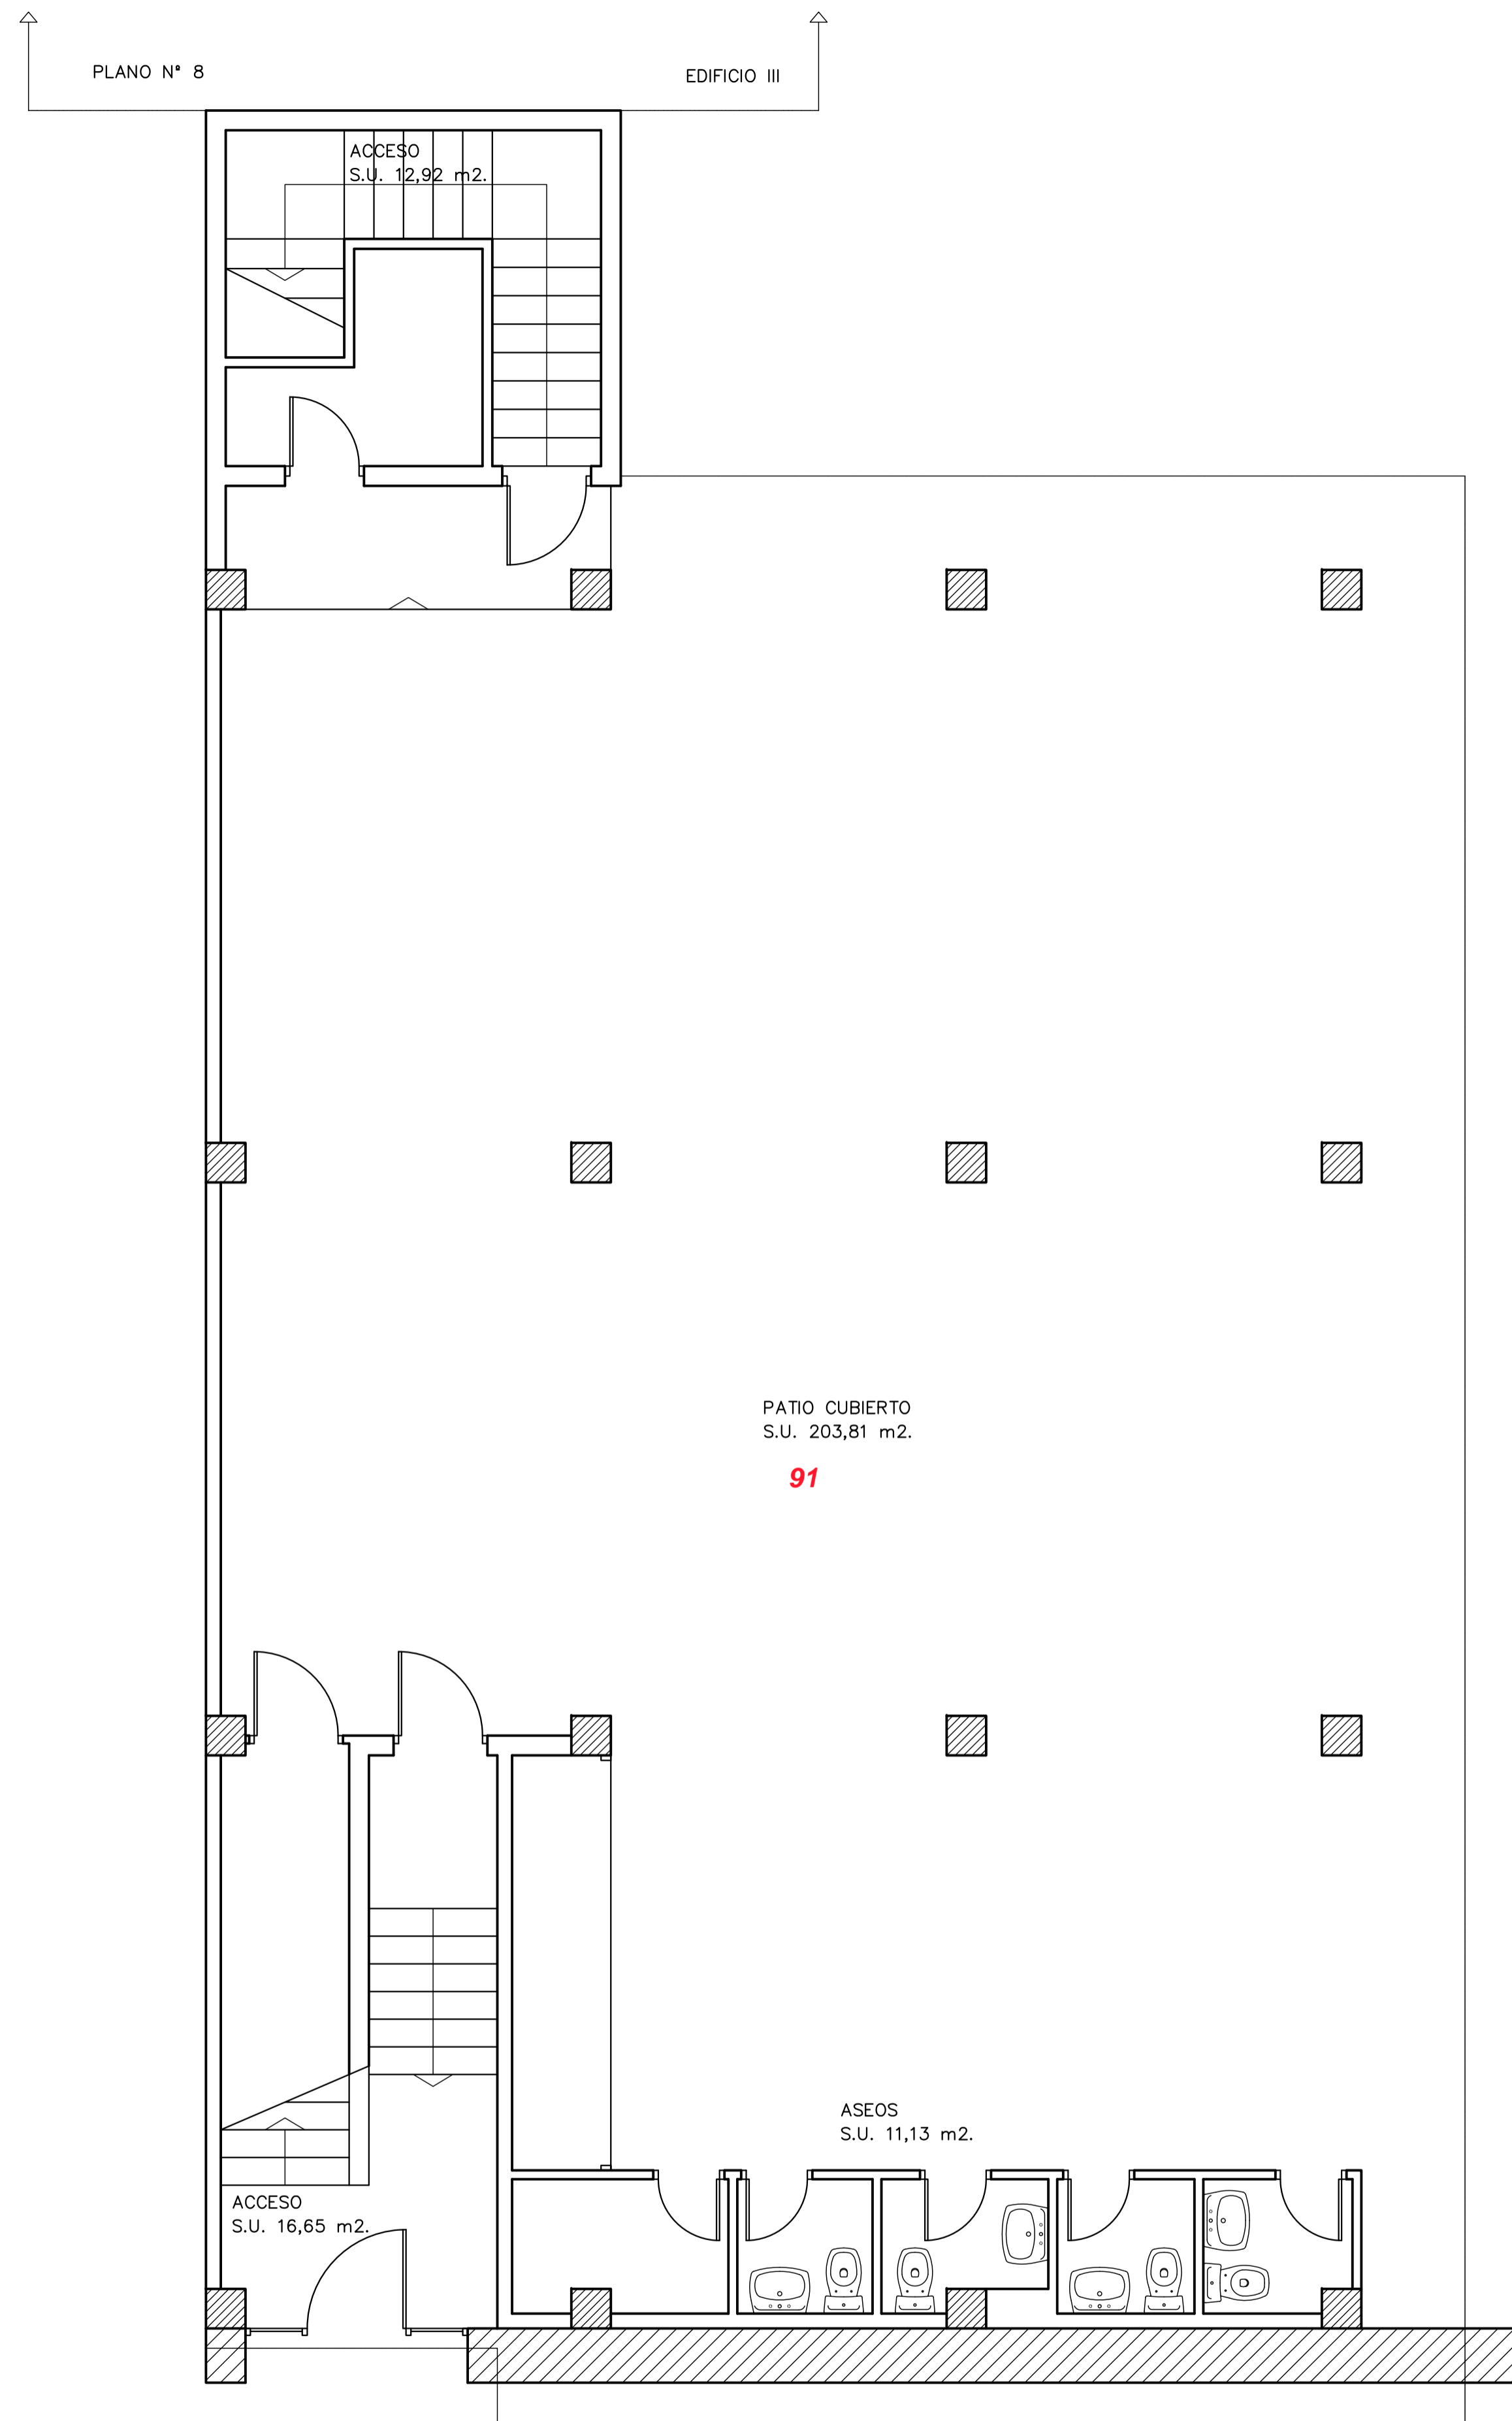 PLANO Nº 8
EDIFICIO III
ACCESO
S.U. 12,92 m2.
PATIO CUBIERTO
S.U. 203,81 m2.
91
ASEOS
S.U. 11,13 m2.
ACCESO
S.U. 16,65 m2.